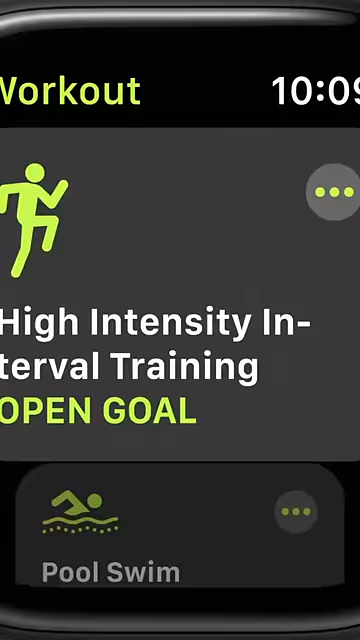 Workout 10:09
High Intensity In-
terval Training
OPEN GOAL
Pool Swim